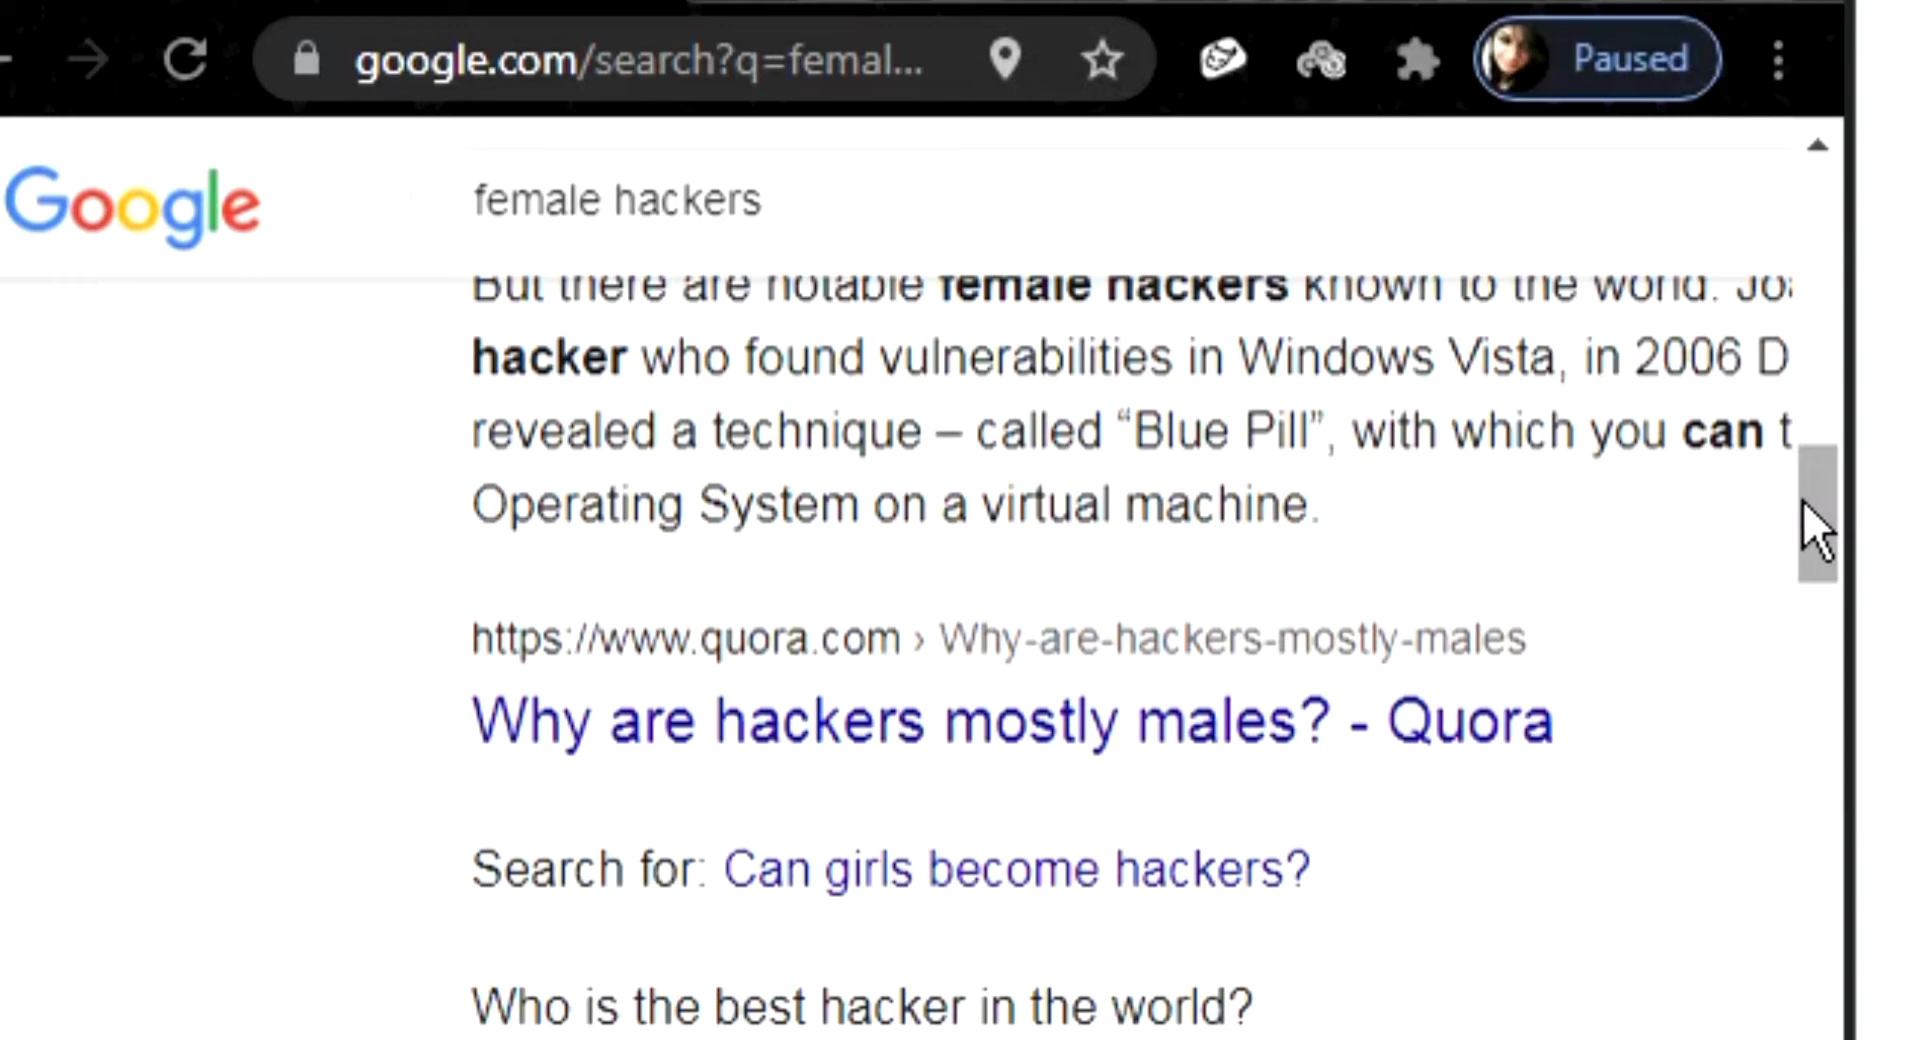 google.com/search?q=femal...
Paused
Google
female hackers
But there are notable female hackers known to the world.
hacker who found vulnerabilities in Windows Vista, in 2006 D
revealed a technique – called “Blue Pill”, with which you can t
Operating System on a virtual machine.
https://www.quora.com › Why-are-hackers-mostly-males
Why are hackers mostly males? - Quora
Search for: Can girls become hackers?
Who is the best hacker in the world?